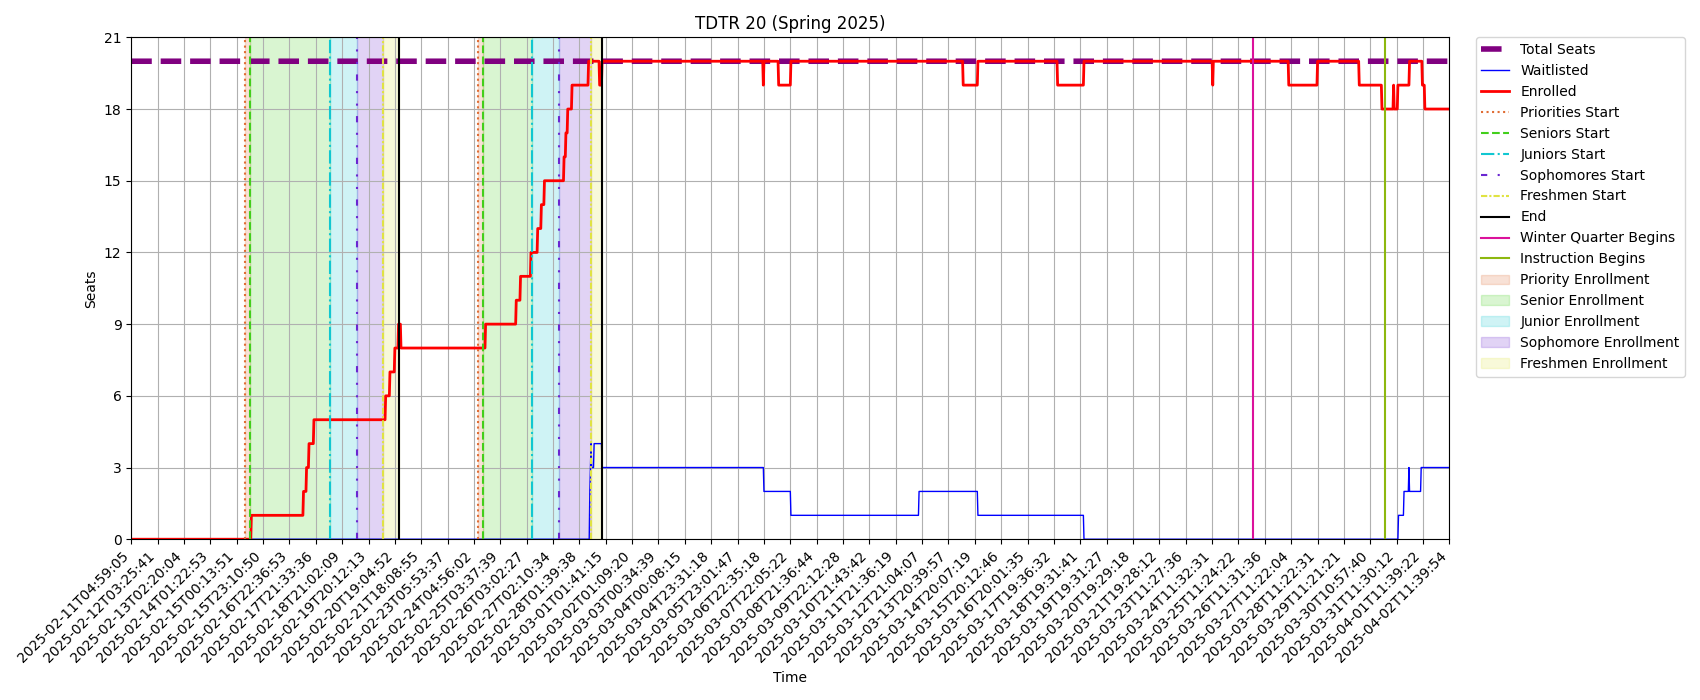 TDTR 20 (Spring 2025)
21
18
15
12
9
6
3
0
Seats
2025-02-11T04:59:05
2025-02-12T03:25:41
2025-02-13T02:20:04
2025-02-14T01:22:53
2025-02-15T00:13:51
2025-02-15T23:10:50
2025-02-16T22:36:53
2025-02-17T21:33:36
2025-02-18T21:02:09
2025-02-19T20:12:13
2025-02-20T19:04:52
2025-02-21T18:08:55
2025-02-23T05:53:37
2025-02-24T04:56:02
2025-02-25T03:37:39
2025-02-26T03:02:27
2025-02-27T02:10:34
2025-02-28T01:39:38
2025-03-01T01:41:15
2025-03-02T01:09:20
2025-03-03T00:34:39
2025-03-04T00:08:15
2025-03-04T23:31:18
2025-03-05T23:01:47
2025-03-06T22:35:18
2025-03-07T22:05:22
2025-03-08T21:36:44
2025-03-09T22:12:28
2025-03-10T21:43:42
2025-03-11T21:36:19
2025-03-12T21:04:07
2025-03-13T20:39:57
2025-03-14T20:07:19
2025-03-15T20:12:46
2025-03-16T20:01:35
2025-03-17T19:36:32
2025-03-18T19:31:41
2025-03-19T19:31:27
2025-03-20T19:29:18
2025-03-21T19:28:12
2025-03-23T11:27:36
2025-03-24T11:32:31
2025-03-25T11:24:22
2025-03-26T11:31:36
2025-03-27T11:22:04
2025-03-28T11:22:31
2025-03-29T11:21:21
2025-03-30T10:57:40
2025-03-31T11:30:12
2025-04-01T11:39:22
2025-04-02T11:39:54
Time
Total Seats
Waitlisted
Enrolled
Priorities Start
Seniors Start
Juniors Start
Sophomores Start
Freshmen Start
End
Winter Quarter Begins
Instruction Begins
Priority Enrollment
Senior Enrollment
Junior Enrollment
Sophomore Enrollment
Freshmen Enrollment